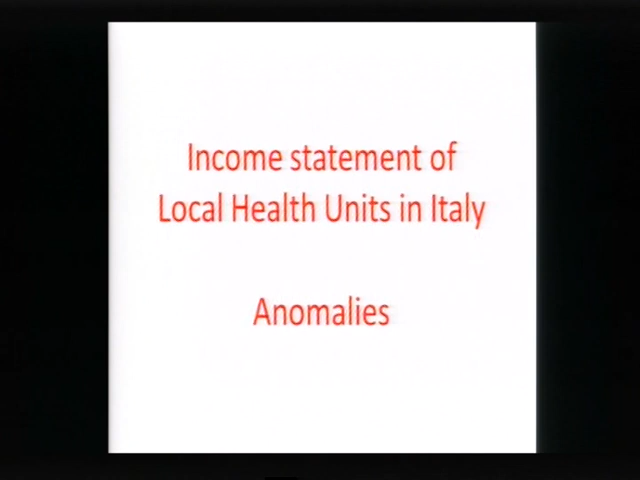 Income statement of
Local Health Units in Italy
Anomalies